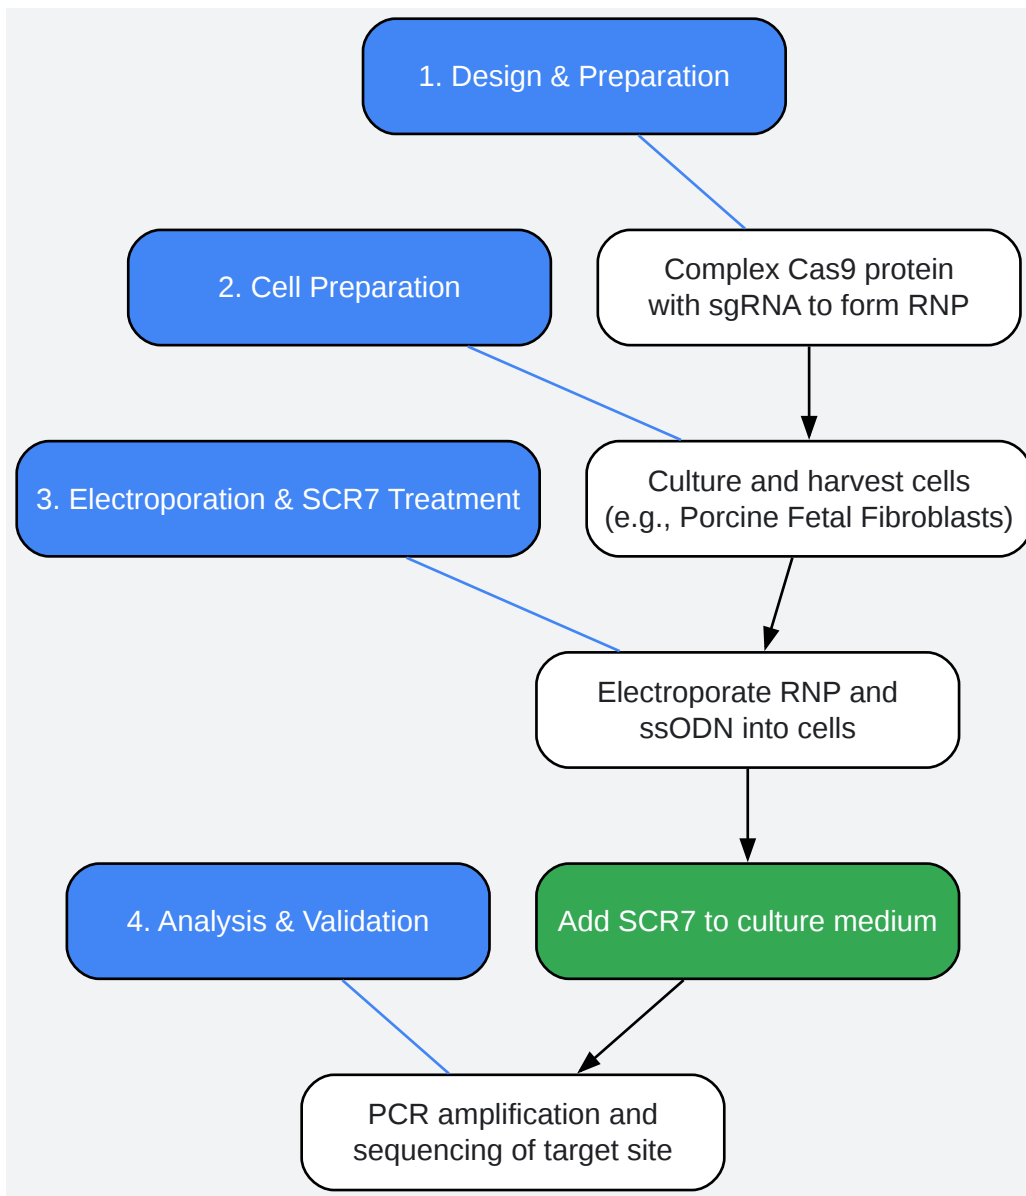 1. Design & Preparation
2. Cell Preparation
Complex Cas9 protein
with sgRNA to form RNP
3. Electroporation & SCR7 Treatment
Culture and harvest cells
(e.g., Porcine Fetal Fibroblasts)
Electroporate RNP and
ssODN into cells
4. Analysis & Validation
Add SCR7 to culture medium
PCR amplification and
sequencing of target site